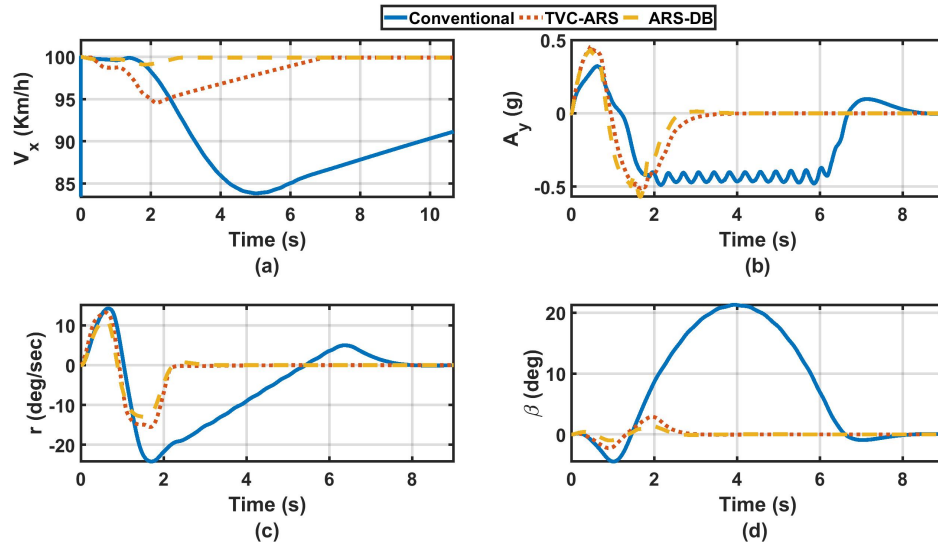 Conventional TVC-ARS ARS-DB
100
95
90
85
V_x (Km/h)
0 2 4 6 8 10
Time (s)
(a)
0.5
0
-0.5
A_y (g)
0 2 4 6 8
Time (s)
(b)
10
0
-10
-20
r (deg/sec)
0 2 4 6 8
Time (s)
(c)
20
10
0
β (deg)
0 2 4 6 8
Time (s)
(d)